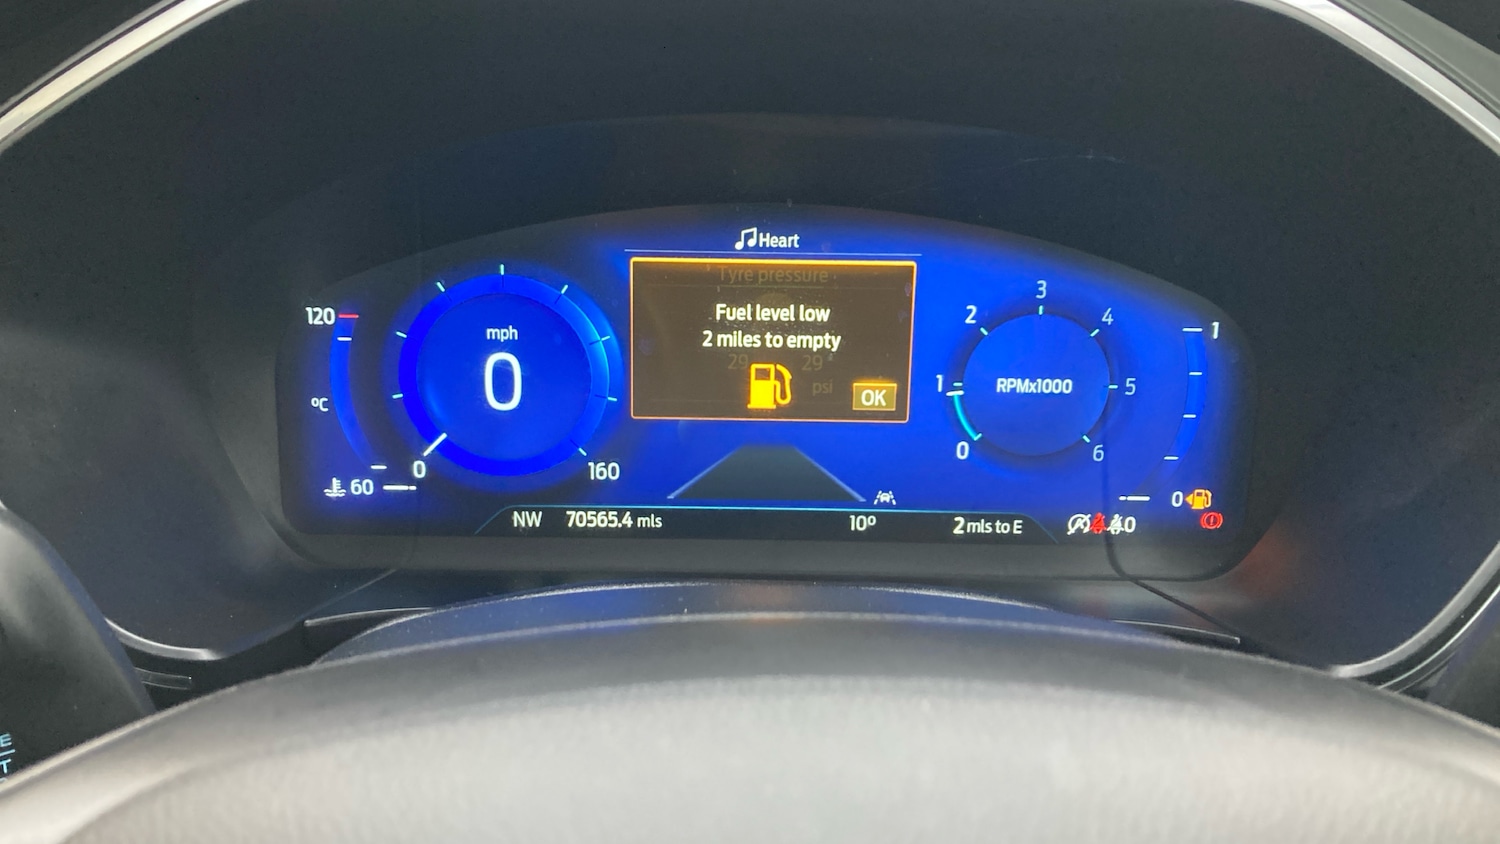 Heart
Tyre pressure
Fuel level low
2 miles to empty
29 29
psi
OK
120
°C
60
mph
0
0
160
3
2
4
1
RPMx1000
5
0
6
1
0
NW 70565.4 mls 10° 2 mls to E
0
E
T